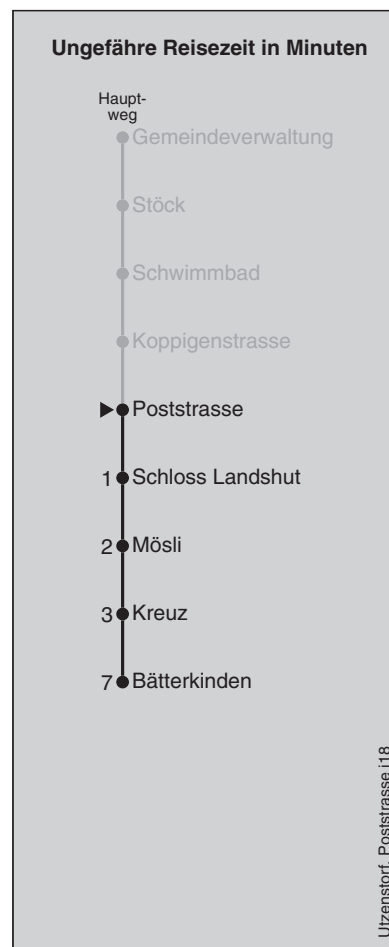 Ungefähre Reisezeit in Minuten
Haupt-
weg
Gemeindeverwaltung
Stöck
Schwimmbad
Koppigenstrasse
Poststrasse
1 Schloss Landshut
2 Mösli
3 Kreuz
7 Bätterkinden
Utzenstorf, Poststrasse j18